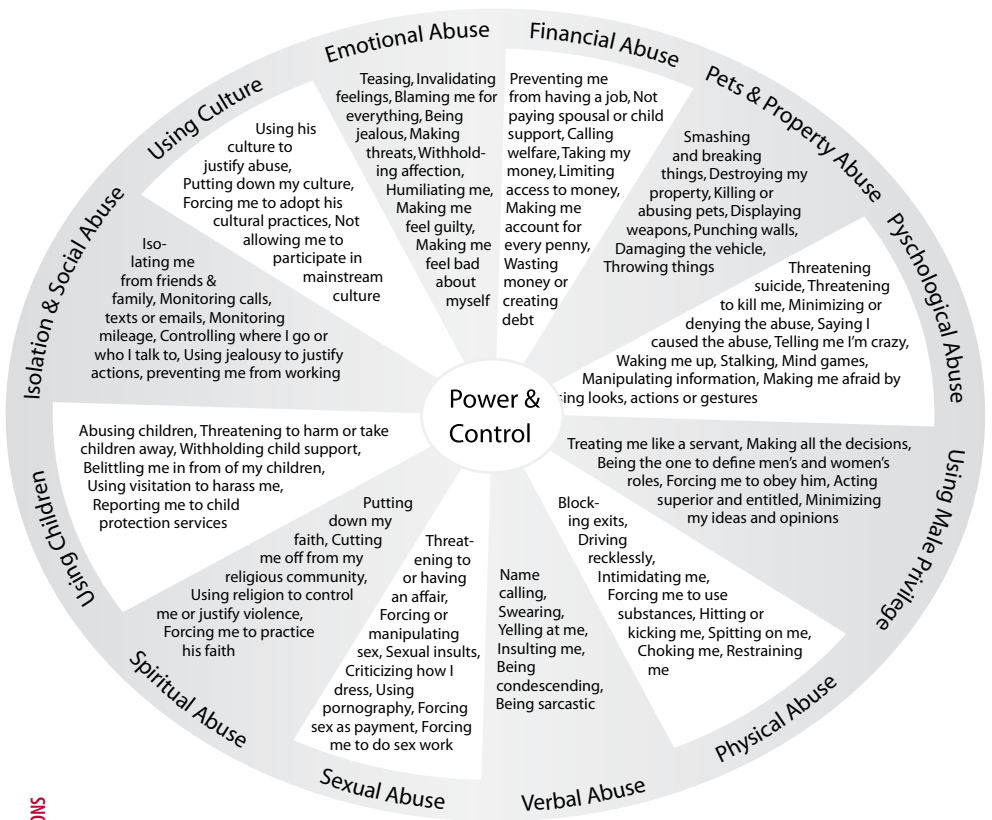 Emotional Abuse
Teasing, Invalidating
feelings, Blaming me for
everything, Being
jealous, Making
threats, Withhold-
ing affection,
Humiliating me,
Making me
feel guilty,
Making me
feel bad
about
myself
Financial Abuse
Preventing me
from having a job, Not
paying spousal or child
support, Calling
welfare, Taking my
money, Limiting
access to money,
Making me
account for
every penny,
Wasting
money or
creating
debt
Pets & Property Abuse
Smashing
and breaking
things, Destroying my
property, Killing or
abusing pets, Displaying
weapons, Punching walls,
Damaging the vehicle,
Throwing things
Pyschological Abuse
Threatening
suicide, Threatening
to kill me, Minimizing or
denying the abuse, Saying I
caused the abuse, Telling me I'm crazy,
Waking me up, Stalking, Mind games,
Manipulating information, Making me afraid by
ing looks, actions or gestures
Using Male Privilege
Treating me like a servant, Making all the decisions,
Being the one to define men's and women's
roles, Forcing me to obey him, Acting
superior and entitled, Minimizing
my ideas and opinions
Physical Abuse
Block-
ing exits,
Driving
recklessly,
Intimidating me,
Forcing me to use
substances, Hitting or
kicking me, Spitting on me,
Choking me, Restraining
me
Verbal Abuse
Name
calling,
Swearing,
Yelling at me,
Insulting me,
Being
condescending,
Being sarcastic
Sexual Abuse
Threat-
ening to
or having
an affair,
Forcing or
manipulating
sex, Sexual insults,
Criticizing how I
dress, Using
pornography, Forcing
sex as payment, Forcing
me to do sex work
Spiritual Abuse
Putting
down my
faith, Cutting
me off from my
religious community,
Using religion to control
me or justify violence,
Forcing me to practice
his faith
Using Children
Abusing children, Threatening to harm or take
children away, Withholding child support,
Belittling me in from of my children,
Using visitation to harass me,
Reporting me to child
protection services
Isolation & Social Abuse
Iso-
lating me
from friends &
family, Monitoring calls,
texts or emails, Monitoring
mileage, Controlling where I go or
who I talk to, Using jealousy to justify
actions, preventing me from working
Using Culture
Using his
culture to
justify abuse,
Putting down my culture,
Forcing me to adopt his
cultural practices, Not
allowing me to
participate in
mainstream
culture
Power &
Control
ONS